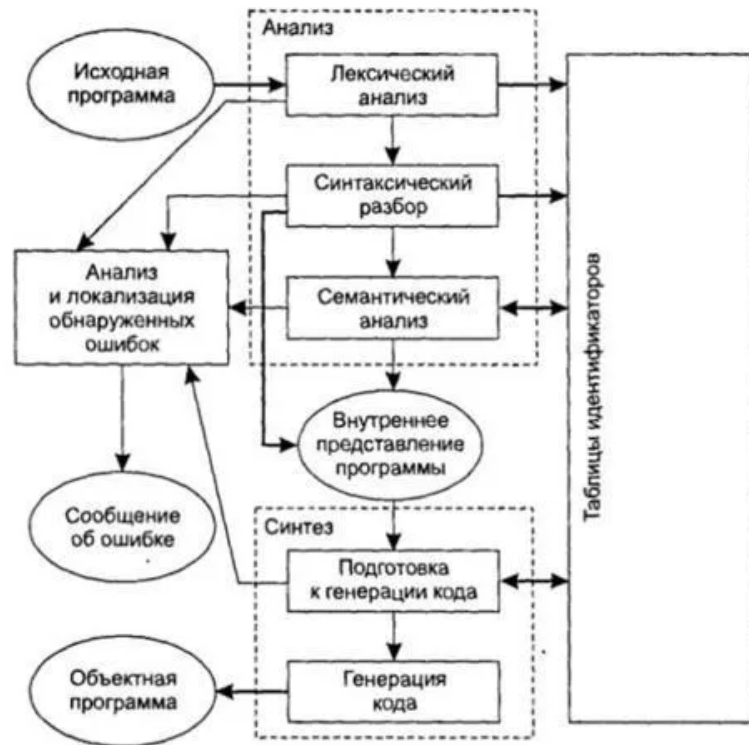 Анализ
Исходная
программа
Лексический
анализ
Синтаксический
разбор
Анализ
и локализация
обнаруженных
ошибок
Семантический
анализ
Внутреннее
представление
программы
Сообщение
об ошибке
Синтез
Подготовка
к генерации кода
Объектная
программа
Генерация
кода
Таблицы идентификаторов